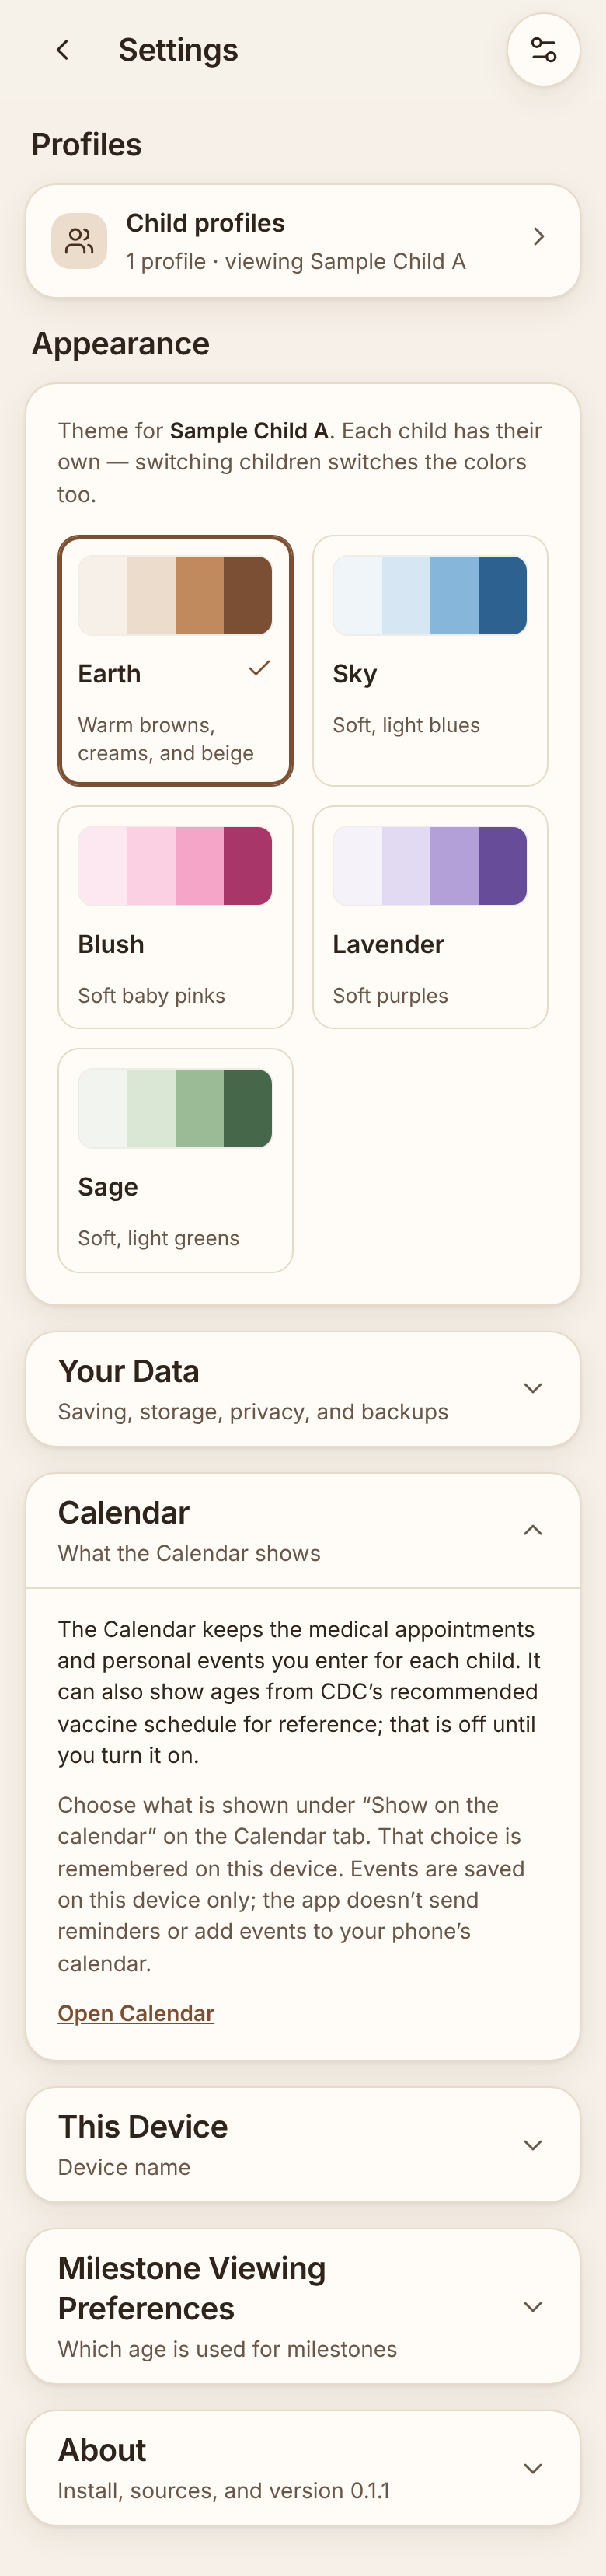 Settings
Profiles
Child profiles
1 profile · viewing Sample Child A
Appearance
Theme for Sample Child A. Each child has their
own — switching children switches the colors
too.
Earth
Warm browns,
creams, and beige
Sky
Soft, light blues
Blush
Soft baby pinks
Lavender
Soft purples
Sage
Soft, light greens
Your Data
Saving, storage, privacy, and backups
Calendar
What the Calendar shows
The Calendar keeps the medical appointments
and personal events you enter for each child. It
can also show ages from CDC’s recommended
vaccine schedule for reference; that is off until
you turn it on.
Choose what is shown under “Show on the
calendar” on the Calendar tab. That choice is
remembered on this device. Events are saved
on this device only; the app doesn’t send
reminders or add events to your phone’s
calendar.
Open Calendar
This Device
Device name
Milestone Viewing
Preferences
Which age is used for milestones
About
Install, sources, and version 0.1.1